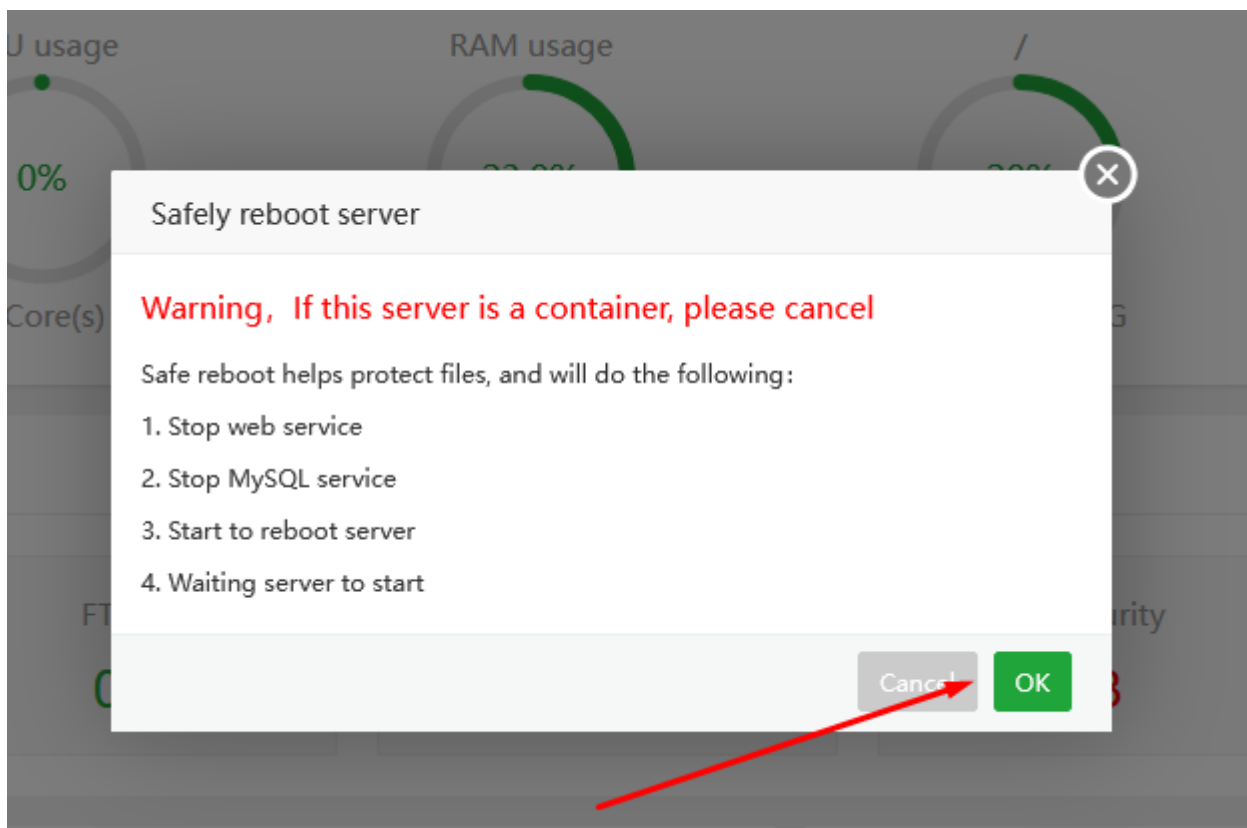 U usage
RAM usage
/
0%
Safely reboot server
Core(s)
Warning，If this server is a container, please cancel
G
Safe reboot helps protect files, and will do the following：
1. Stop web service
2. Stop MySQL service
3. Start to reboot server
4. Waiting server to start
FT
urity
0
Cancel
OK